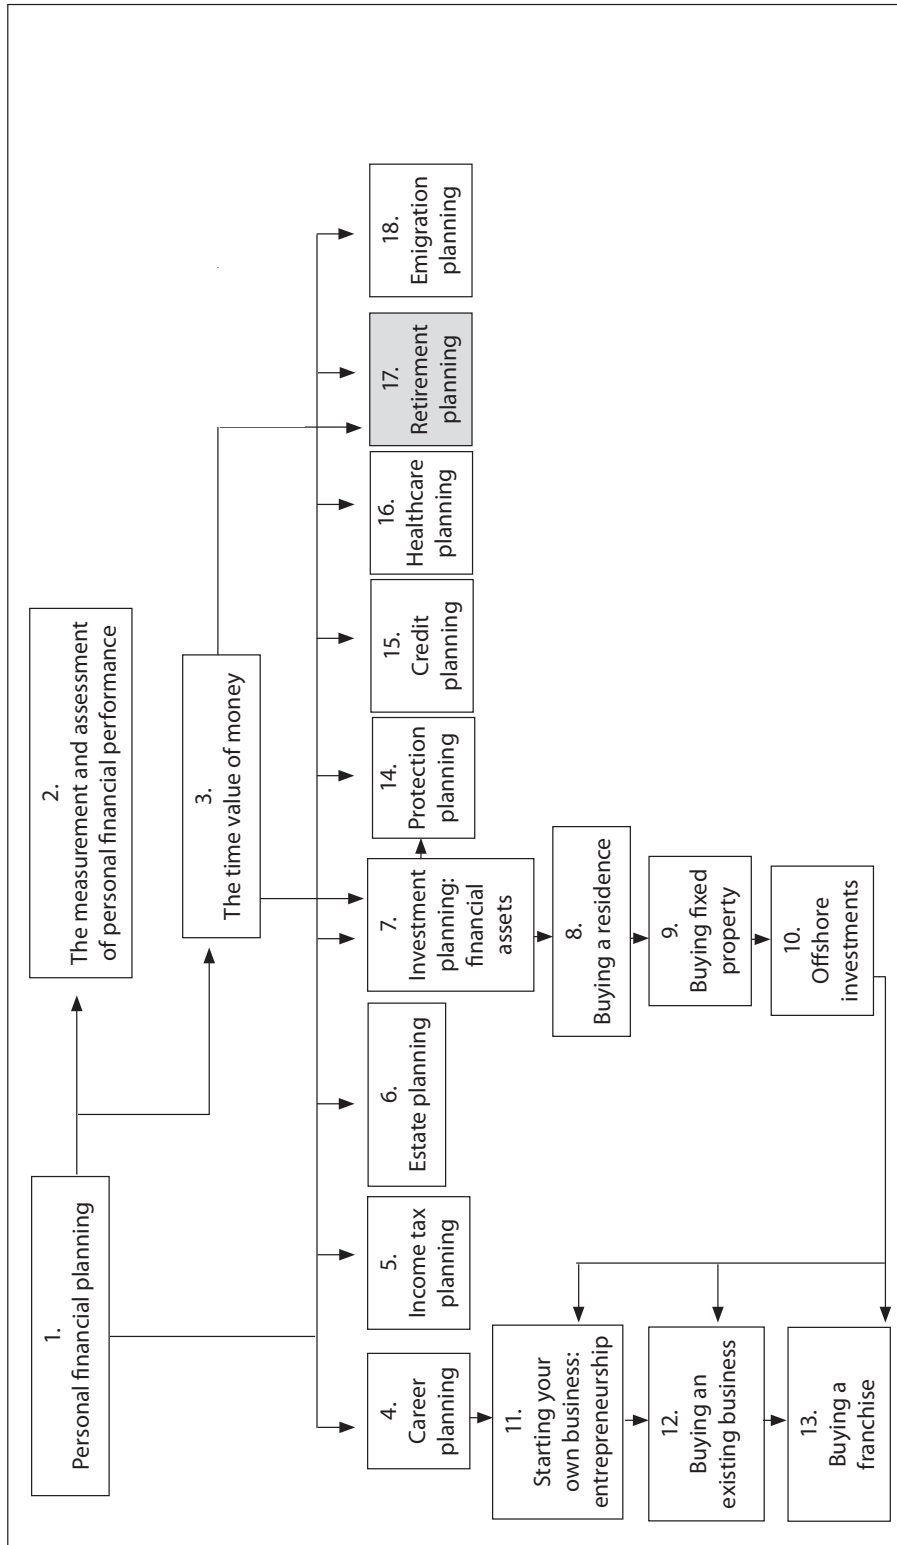 1.
Personal financial planning
2.
The measurement and assessment
of personal financial performance
3.
The time value of money
4.
Career
planning
5.
Income tax
planning
6.
Estate planning
7.
Investment
planning:
financial
assets
14.
Protection
planning
15.
Credit
planning
16.
Healthcare
planning
17.
Retirement
planning
18.
Emigration
planning
8.
Buying a residence
9.
Buying fixed
property
10.
Offshore
investments
11.
Starting your
own business:
entrepreneurship
12.
Buying an
existing business
13.
Buying a
franchise